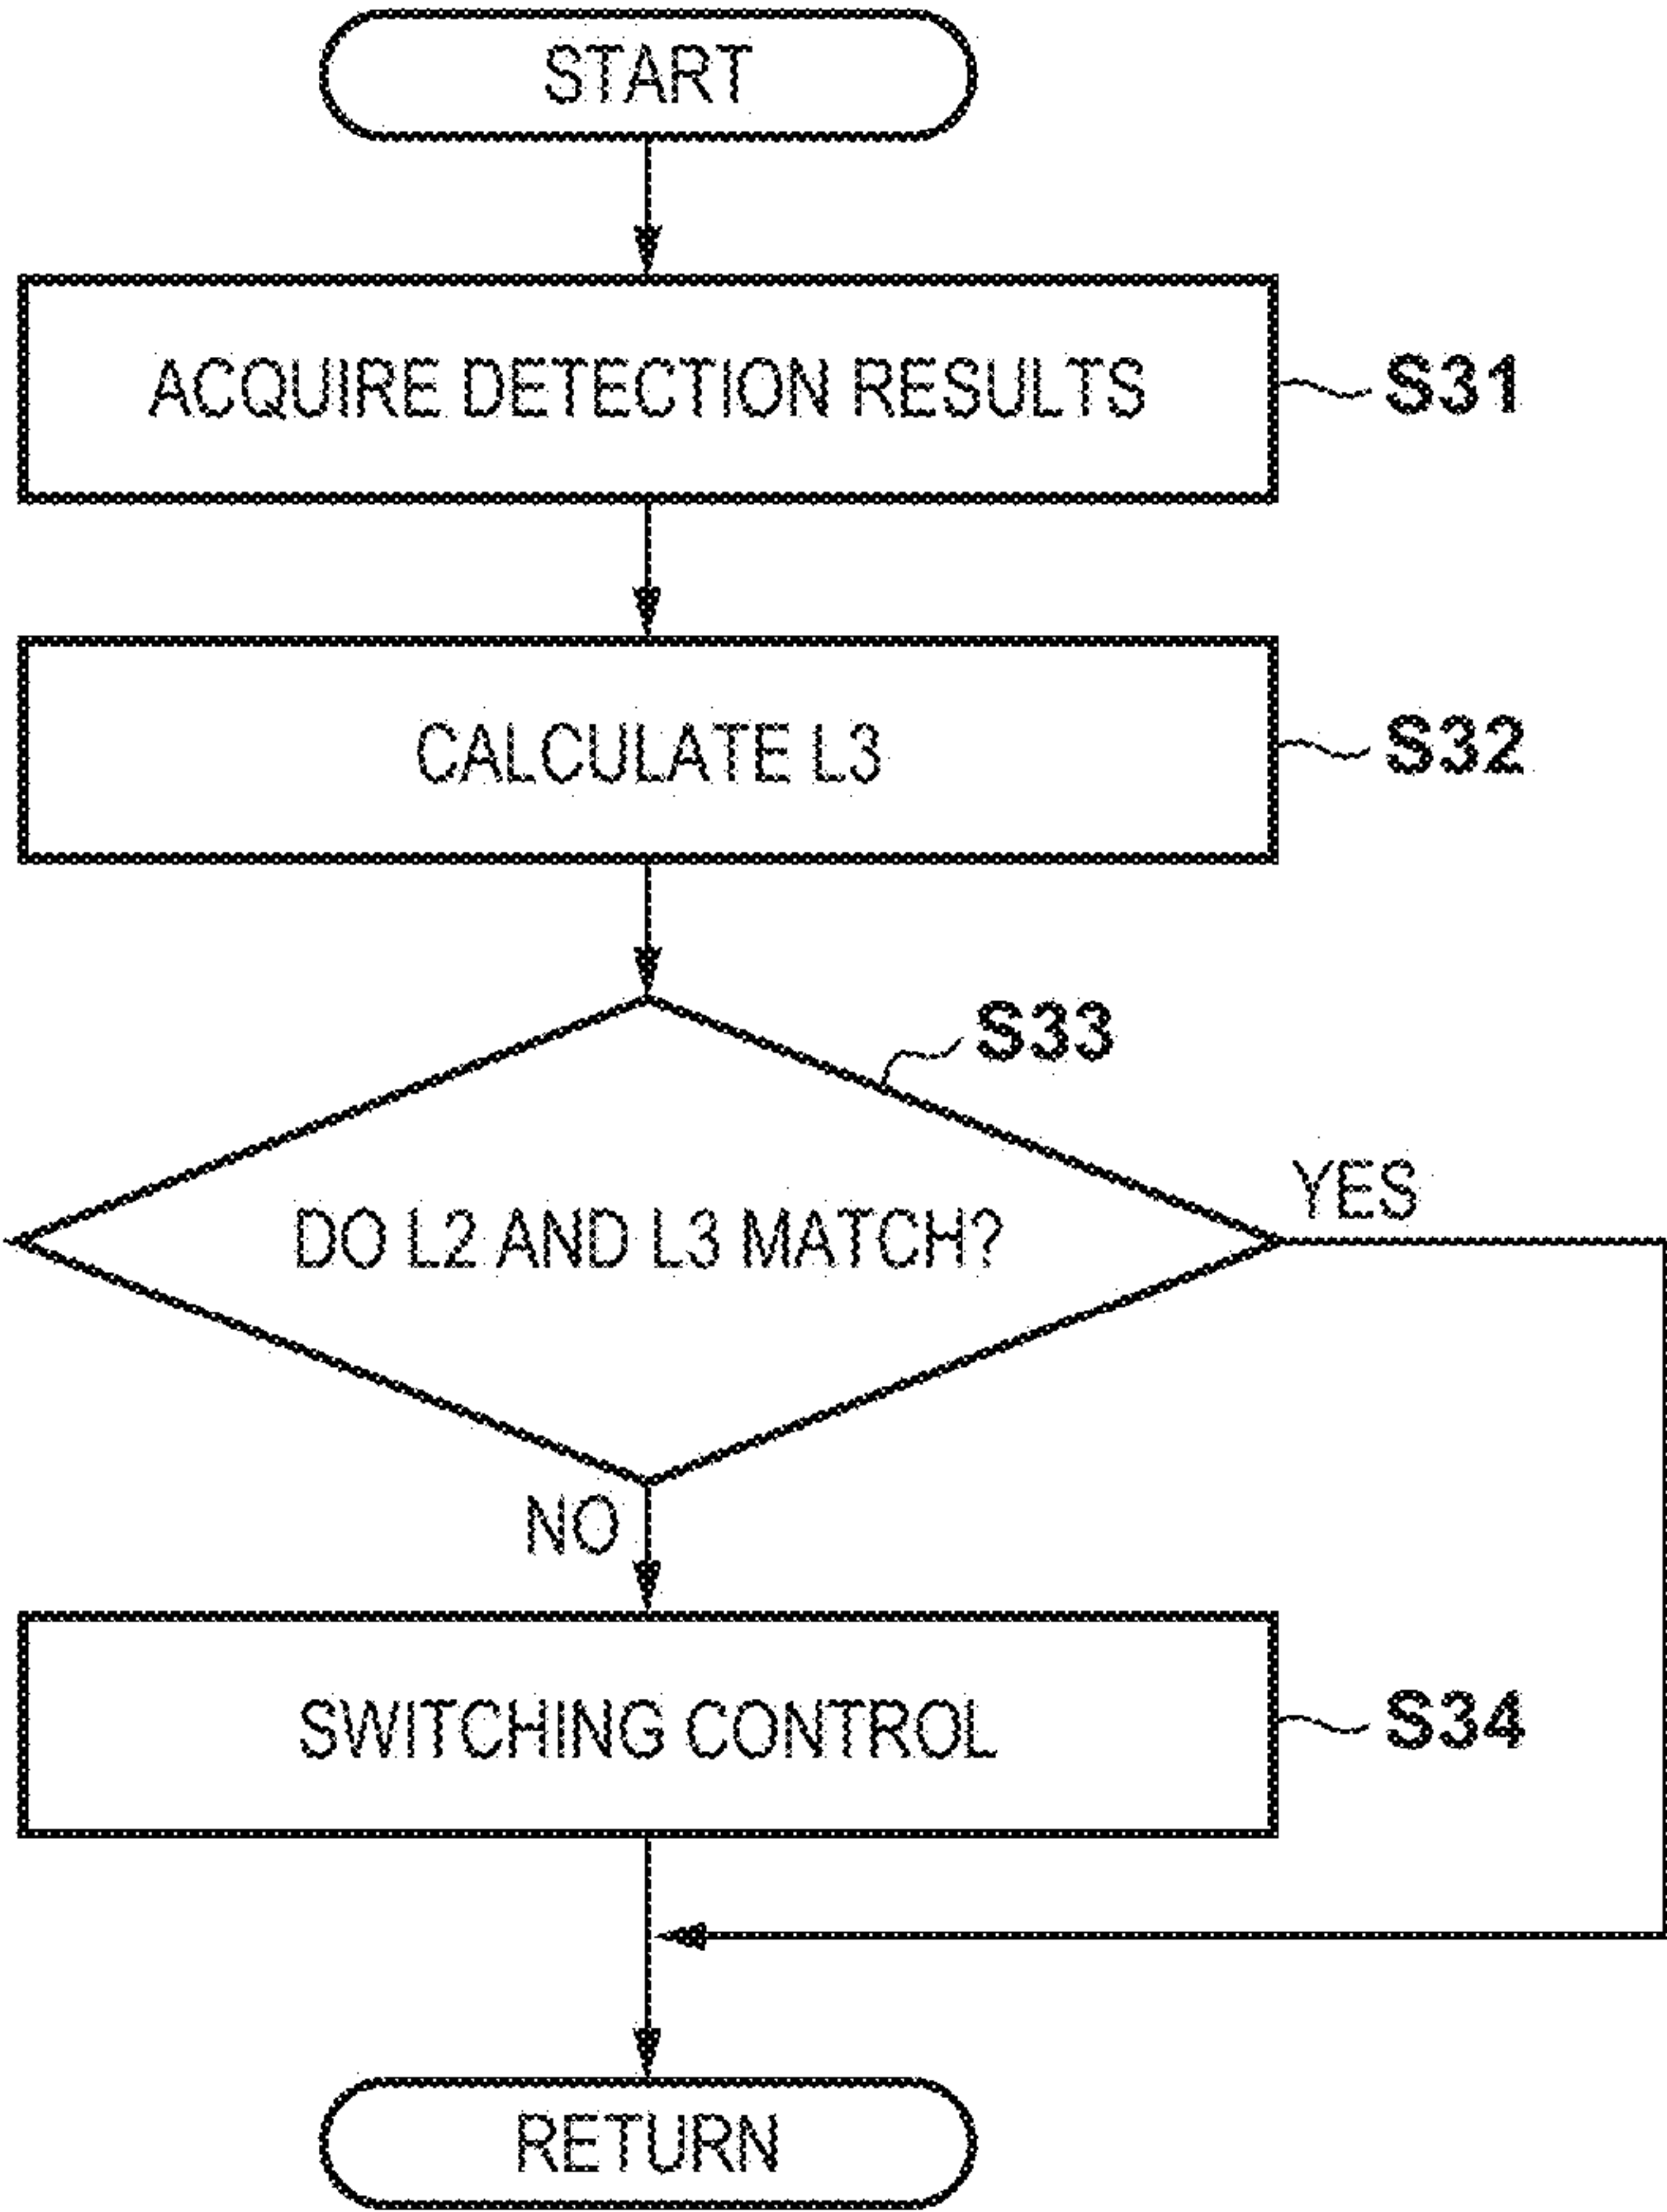 START
ACQUIRE DETECTION RESULTS
S31
CALCULATE L3
S32
S33
DO L2 AND L3 MATCH?
YES
NO
SWITCHING CONTROL
S34
RETURN